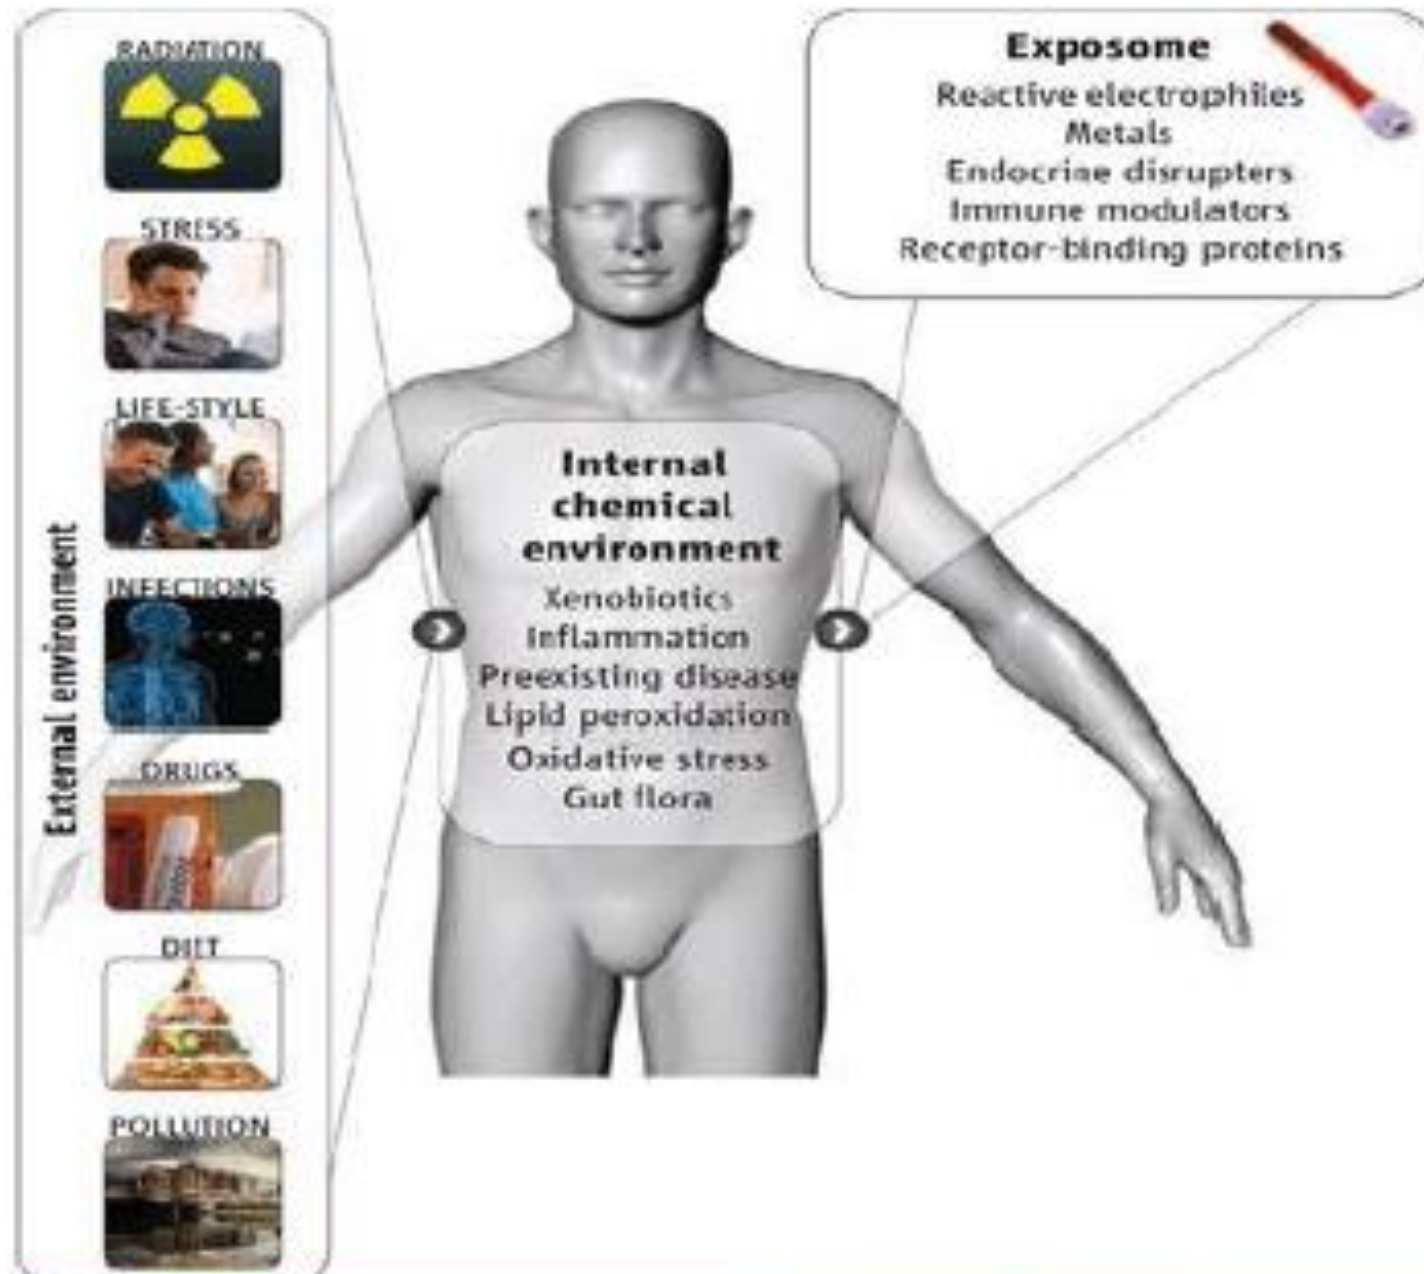 External environment
RADIATION
STRESS
LIFE-STYLE
INFECTIONS
DRUGS
DIET
POLLUTION
Internal
chemical
environment
Xenobiotics
Inflammation
Preexisting disease
Lipid peroxidation
Oxidative stress
Gut flora
Exposome
Reactive electrophiles
Metals
Endocrine disrupters
Immune modulators
Receptor-binding proteins